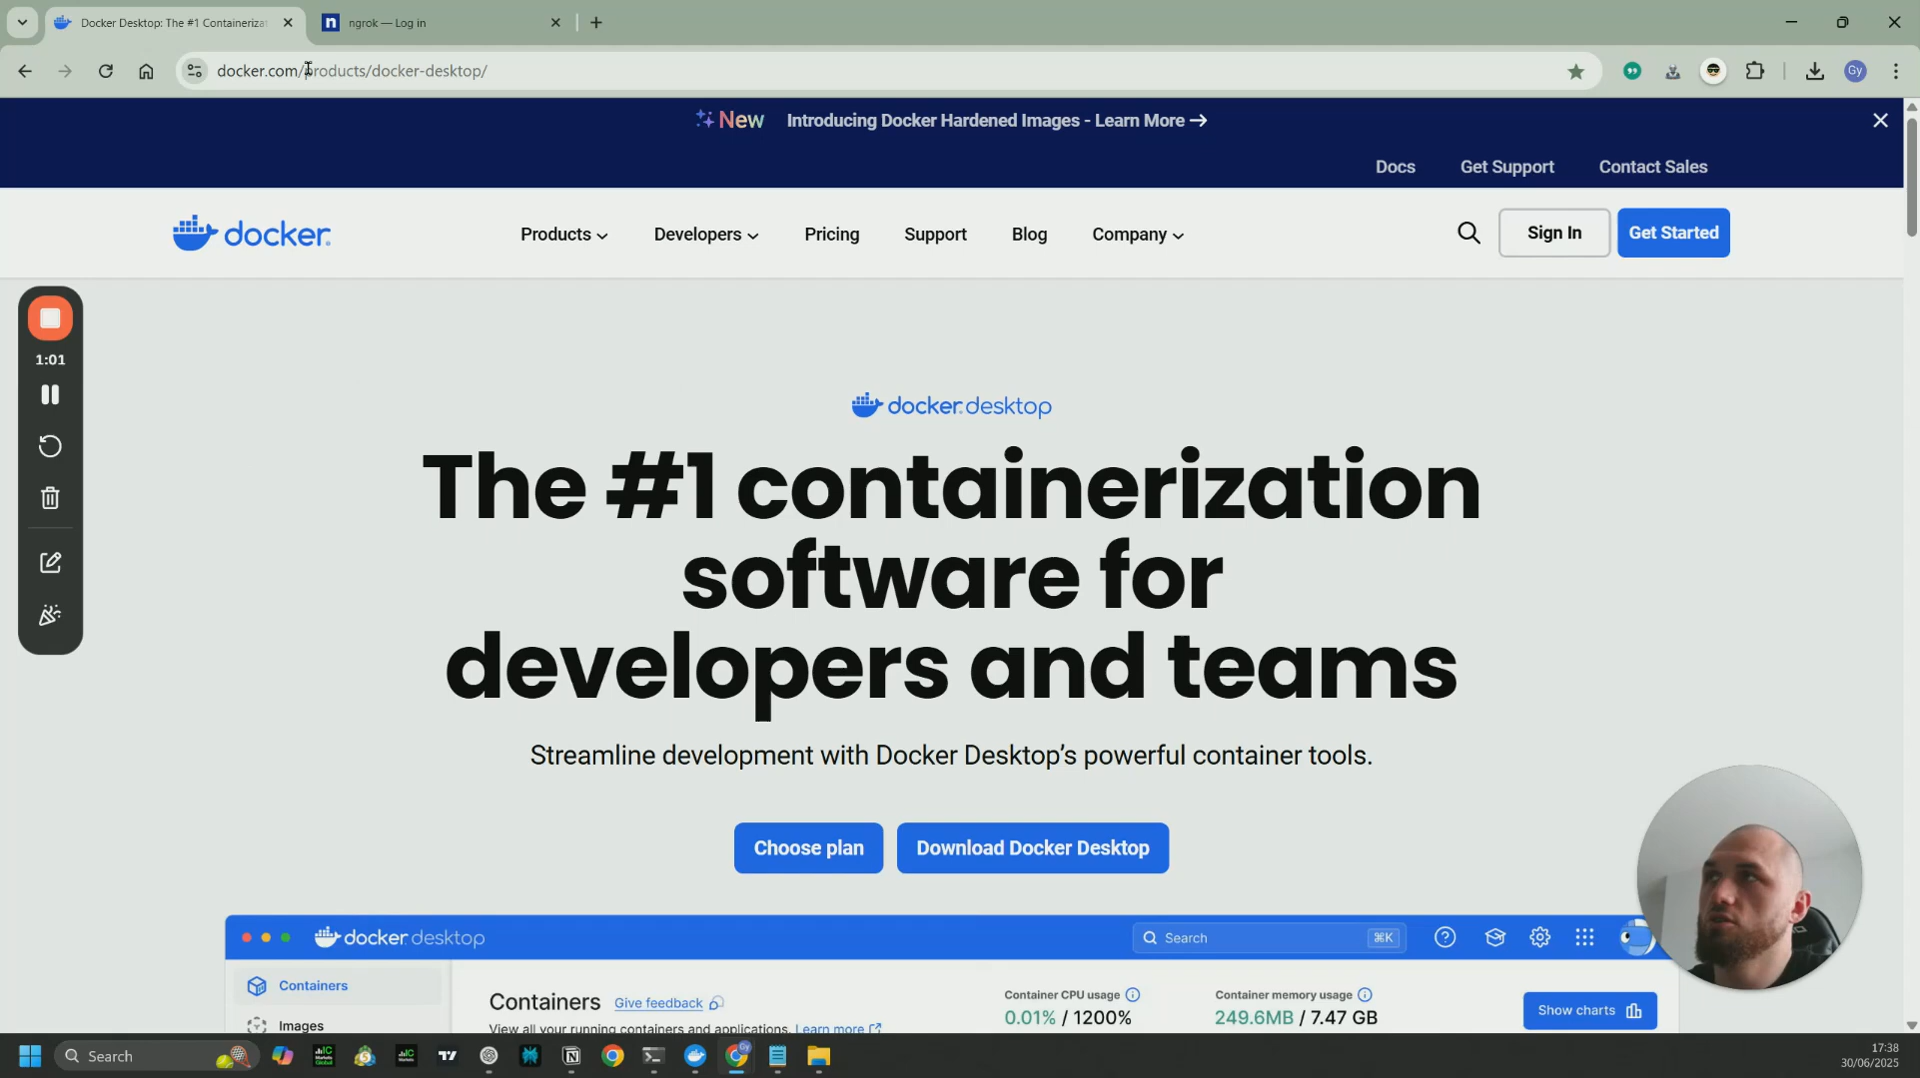 Docker Desktop: The #1 Containeriza
ngrok — Log in
docker.com/products/docker-desktop/
Gy
New Introducing Docker Hardened Images - Learn More →
Docs Get Support Contact Sales
docker Products Developers Pricing Support Blog Company Sign In Get Started
1:01
docker desktop
The #1 containerization
software for
developers and teams
Streamline development with Docker Desktop’s powerful container tools.
Choose plan Download Docker Desktop
docker desktop Search ⌘K
Containers
Containers Give feedback
Container CPU usage Container memory usage
Show charts
0.01% / 1200% 249.6MB / 7.47 GB
Images
View all your running containers and applications. Learn more
Search
17:38
30/06/2025